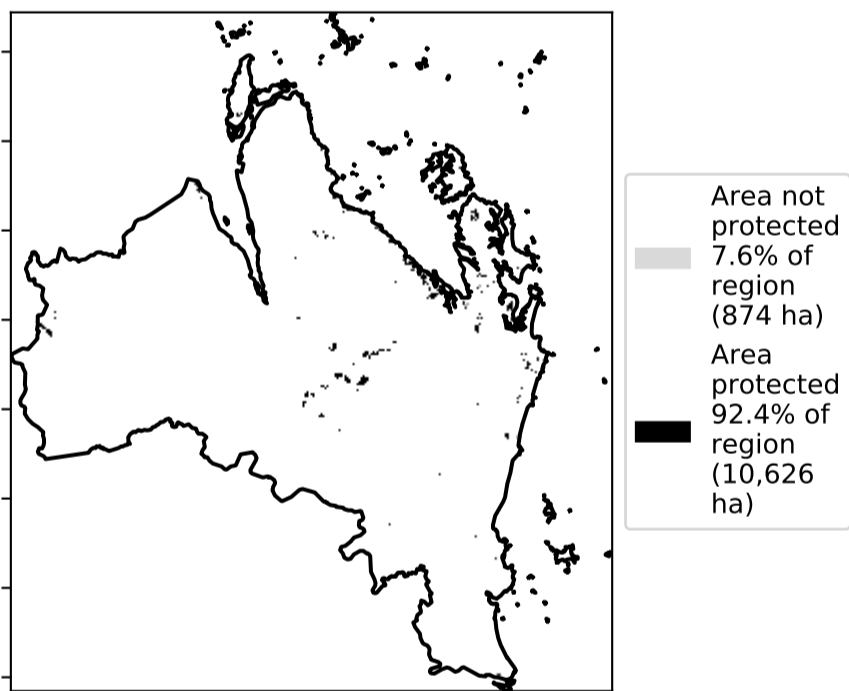 Area not
protected
7.6% of
region
(874 ha)
Area
protected
92.4% of
region
(10,626
ha)